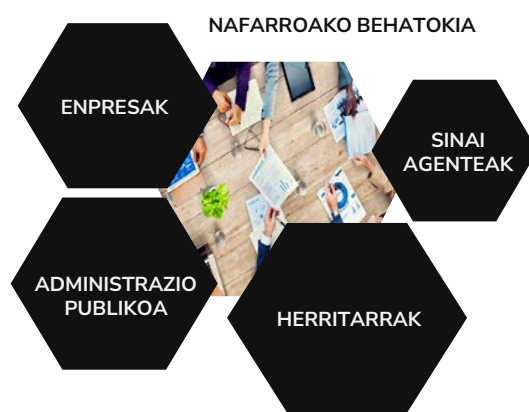 NAFARROAKO BEHATOKIA
ENPRESAK
SINAI
AGENTEAK
ADMINISTRAZIO
PUBLIKOA
HERRITARRAK